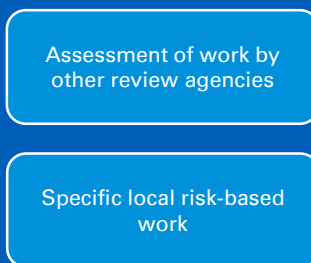 Assessment of work by
other review agencies
Specific local risk-based
work